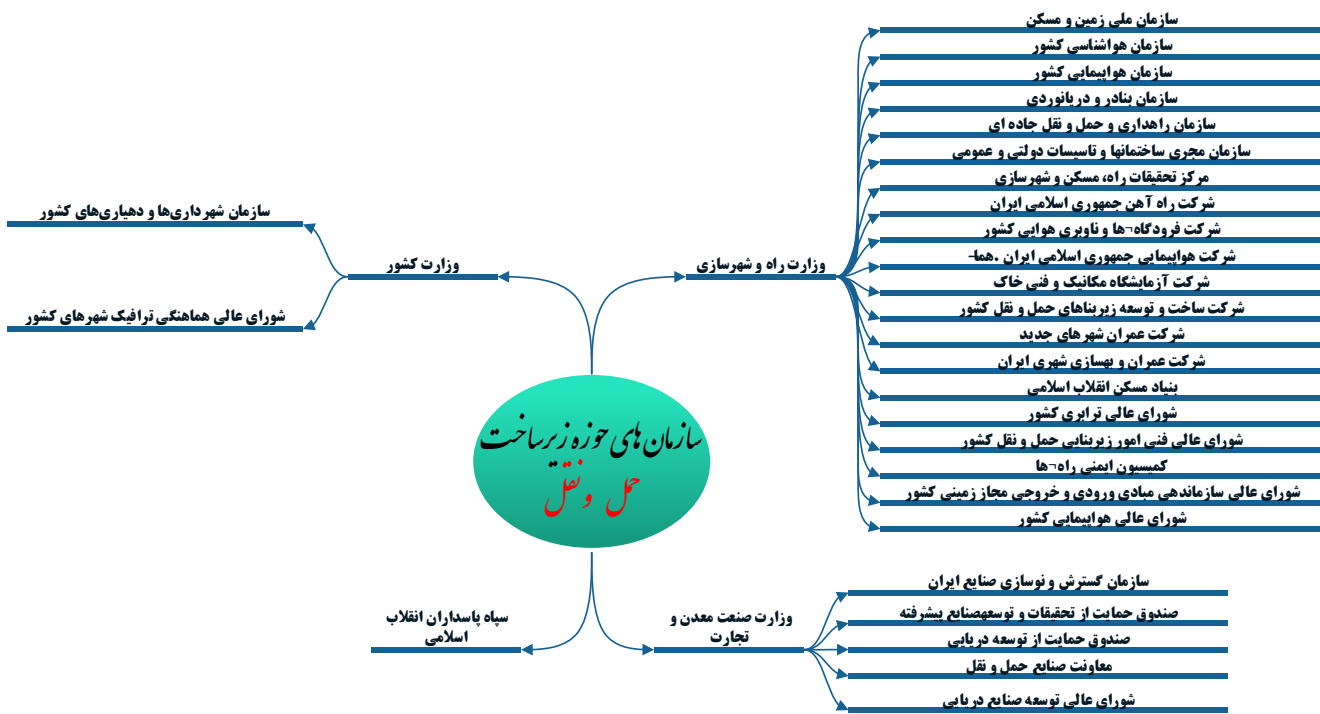 سازمان های حوزه زیرساخت
حمل و نقل
وزارت راه و شهرسازی
سازمان ملی زمین و مسکن
سازمان هواشناسی کشور
سازمان هواپیمایی کشور
سازمان بنادر و دریانوردی
سازمان راهداری و حمل و نقل جاده ای
سازمان مجری ساختمانها و تاسیسات دولتی و عمومی
مرکز تحقیقات راه، مسکن و شهرسازی
شرکت راه آهن جمهوری اسلامی ایران
شرکت فرودگاه¬ها و ناوبری هوایی کشور
شرکت هواپیمایی جمهوری اسلامی ایران .هما-
شرکت آزمایشگاه مکانیک و فنی خاک
شرکت ساخت و توسعه زیربناهای حمل و نقل کشور
شرکت عمران شهرهای جدید
شرکت عمران و بهسازی شهری ایران
بنیاد مسکن انقلاب اسلامی
شورای عالی ترابری کشور
شورای عالی فنی امور زیربنایی حمل و نقل کشور
کمیسیون ایمنی راه¬ها
شورای عالی سازماندهی مبادی ورودی و خروجی مجاز زمینی کشور
شورای عالی هواپیمایی کشور
وزارت کشور
سازمان شهرداری‌ها و دهیاری‌های کشور
شورای عالی هماهنگی ترافیک شهرهای کشور
وزارت صنعت معدن و
تجارت
سازمان گسترش و نوسازی صنایع ایران
صندوق حمایت از تحقیقات و توسعهصنایع پیشرفته
صندوق حمایت از توسعه دریایی
معاونت صنایع حمل و نقل
شورای عالی توسعه صنایع دریایی
سپاه پاسداران انقلاب
اسلامی